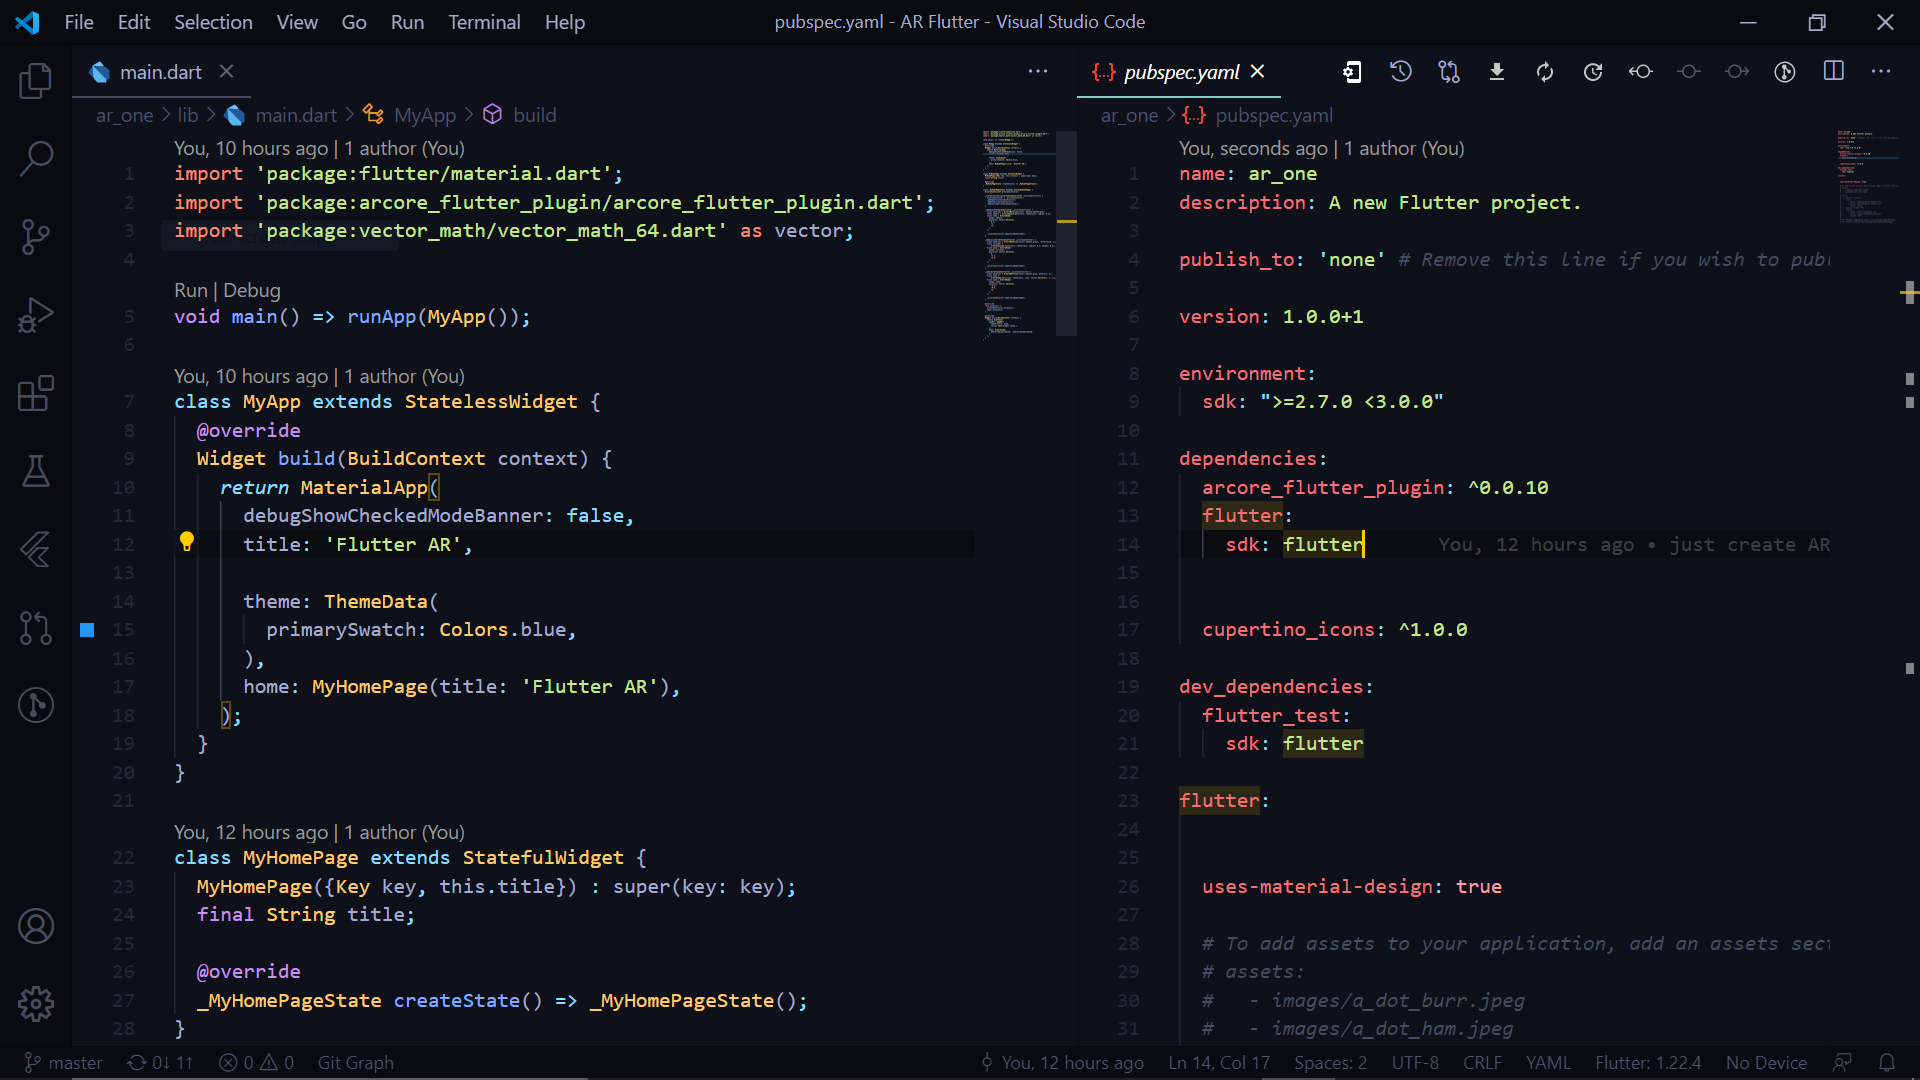 File Edit Selection View Go Run Terminal Help
pubspec.yaml - AR Flutter - Visual Studio Code
main.dart
ar_one > lib > main.dart > MyApp > build
You, 10 hours ago | 1 author (You)
1 import 'package:flutter/material.dart';
2 import 'package:arcore_flutter_plugin/arcore_flutter_plugin.dart';
3 import 'package:vector_math/vector_math_64.dart' as vector;
4
Run | Debug
5 void main() => runApp(MyApp());
6
You, 10 hours ago | 1 author (You)
7 class MyApp extends StatelessWidget {
8 @override
9 Widget build(BuildContext context) {
10 return MaterialApp(
11 debugShowCheckedModeBanner: false,
12 title: 'Flutter AR',
13
14 theme: ThemeData(
15 primarySwatch: Colors.blue,
16 ),
17 home: MyHomePage(title: 'Flutter AR'),
18 );
19 }
20 }
21
You, 12 hours ago | 1 author (You)
22 class MyHomePage extends StatefulWidget {
23 MyHomePage({Key key, this.title}) : super(key: key);
24 final String title;
25
26 @override
27 _MyHomePageState createState() => _MyHomePageState();
28 }
pubspec.yaml
ar_one > pubspec.yaml
You, seconds ago | 1 author (You)
1 name: ar_one
2 description: A new Flutter project.
3
4 publish_to: 'none' # Remove this line if you wish to publ
5
6 version: 1.0.0+1
7
8 environment:
9 sdk: ">=2.7.0 <3.0.0"
10
11 dependencies:
12 arcore_flutter_plugin: ^0.0.10
13 flutter:
14 sdk: flutter You, 12 hours ago • just create AR
15
16
17 cupertino_icons: ^1.0.0
18
19 dev_dependencies:
20 flutter_test:
21 sdk: flutter
22
23 flutter:
24
25
26 uses-material-design: true
27
28 # To add assets to your application, add an assets sect
29 # assets:
30 # - images/a_dot_burr.jpeg
31 # - images/a_dot_ham.jpeg
master 0↓ 1↑ 0 0 Git Graph You, 12 hours ago Ln 14, Col 17 Spaces: 2 UTF-8 CRLF YAML Flutter: 1.22.4 No Device